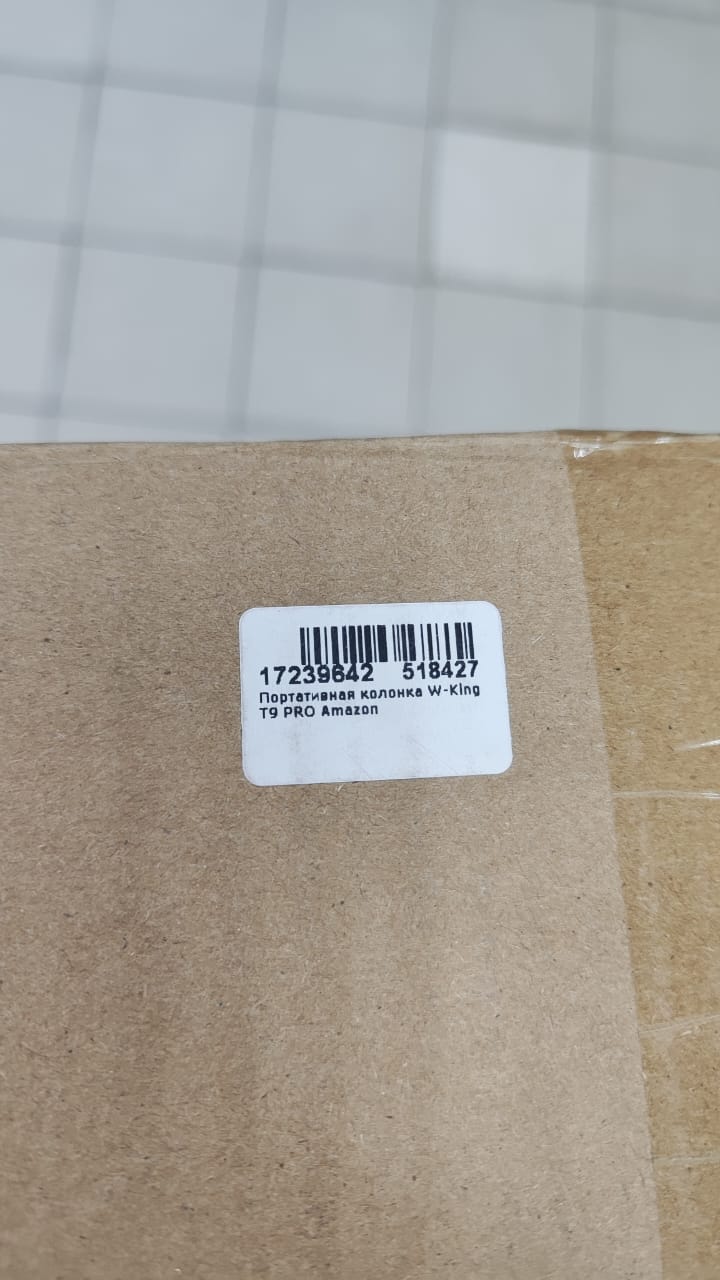 17239642 518427
Портативная колонка W-King
T9 PRO Amazon